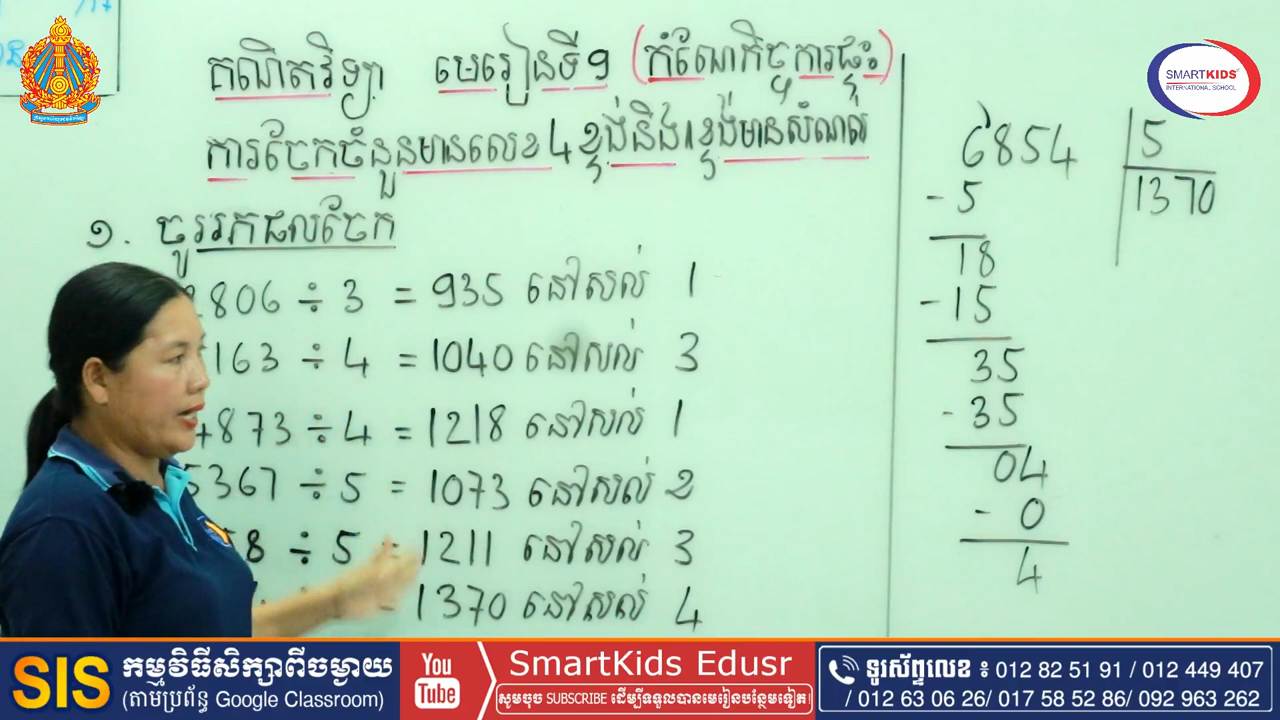 គណិតវិទ្យា មេរៀនទី១ (កំណែកិច្ចការផ្ទះ)
ការចែកចំនួនមានលេខ 4 ខ្ទង់និង 1 ខ្ទង់មានសំណល់
១. ចូររកផលចែក
806 ÷ 3 = 935 នៅសល់ 1
163 ÷ 4 = 1040 នៅសល់ 3
4873 ÷ 4 = 1218 នៅសល់ 1
5367 ÷ 5 = 1073 នៅសល់ 2
58 ÷ 5 = 1211 នៅសល់ 3
= 1370 នៅសល់ 4
6854 5
- 5 1370
18
- 15
35
- 35
04
- 0
4
SMARTKIDS
INTERNATIONAL SCHOOL
SIS កម្មវិធីសិក្សាពីចម្ងាយ
(តាមប្រព័ន្ធ Google Classroom)
You Tube
SmartKids Edusr
សូមចុច SUBSCRIBE ដើម្បីទទួលបានមេរៀនបន្ថែមទៀត!
ទូរស័ព្ទលេខ ៖ 012 82 51 91 / 012 449 407
/ 012 63 06 26/ 017 58 52 86/ 092 963 262